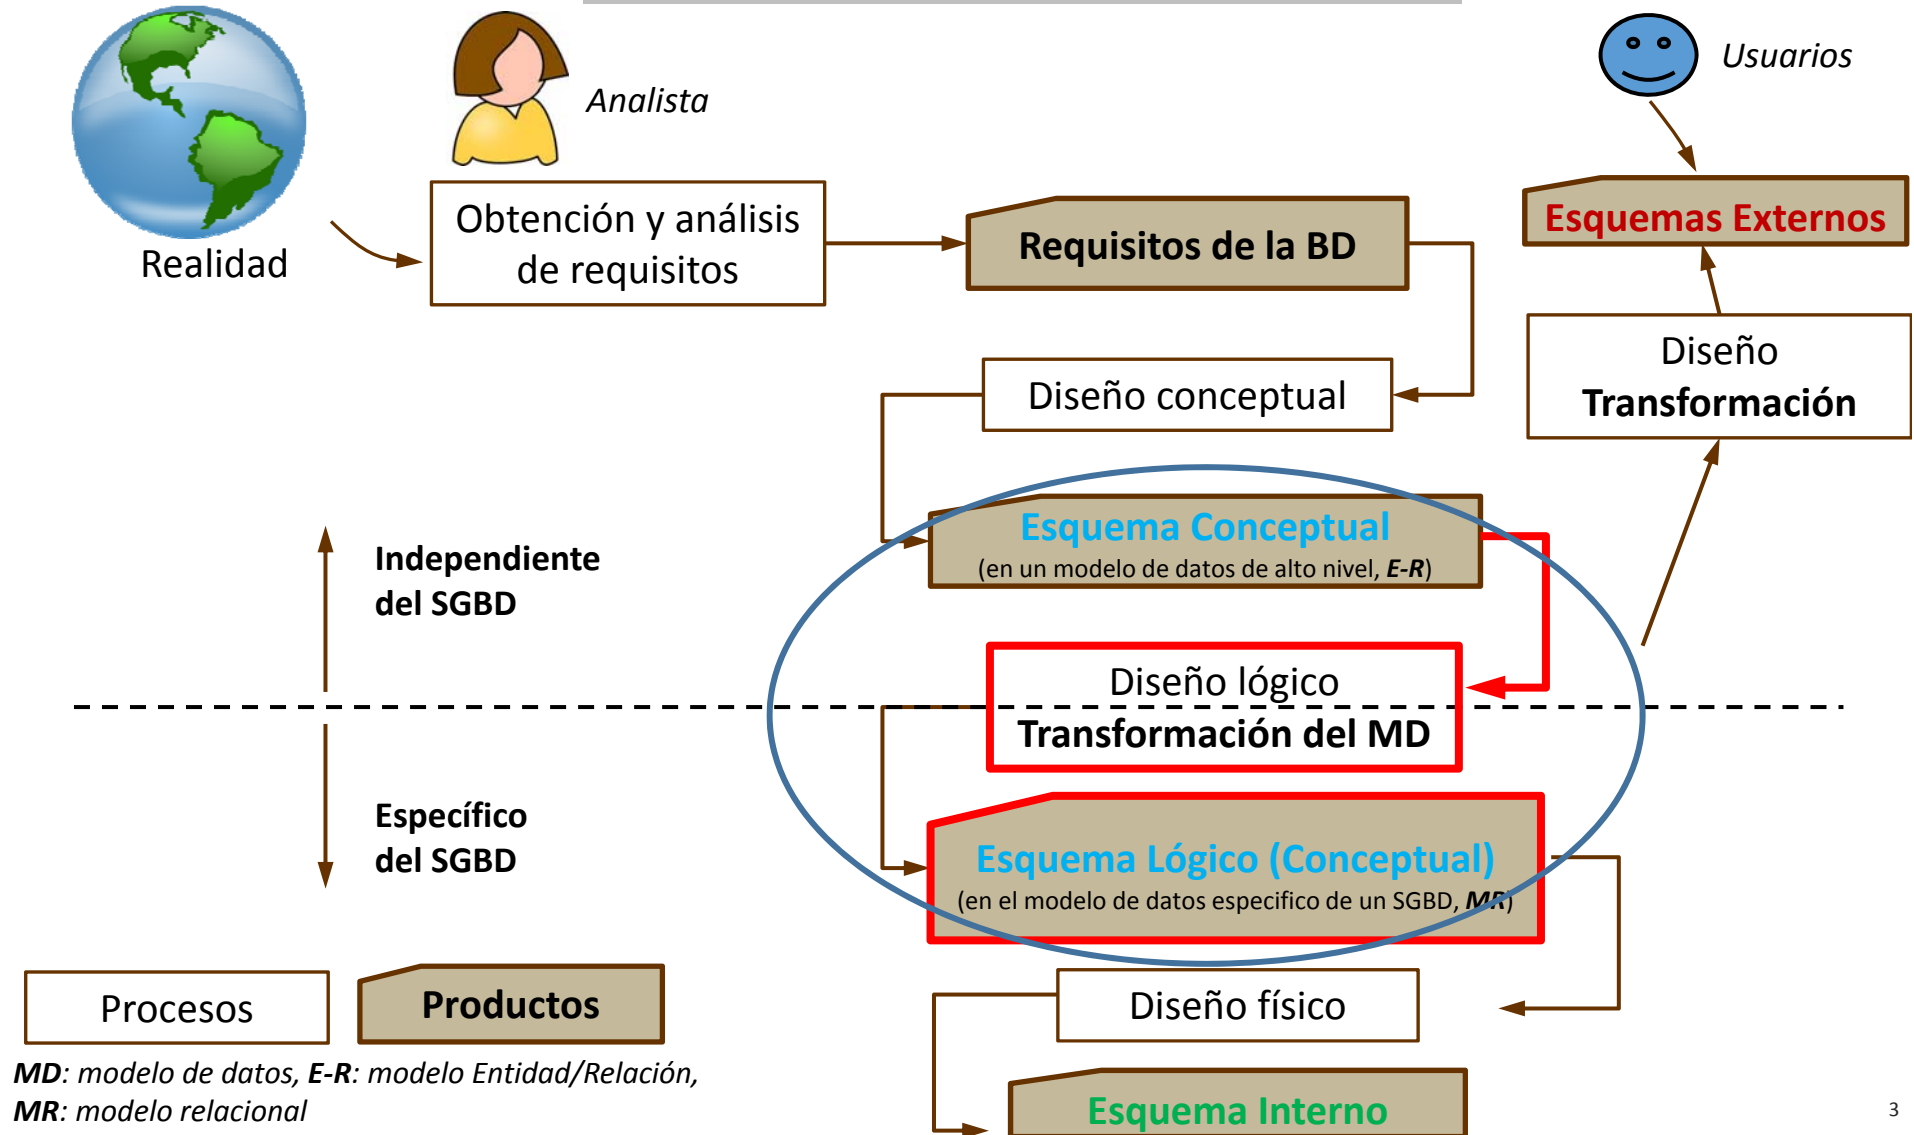 Analista
Usuarios
Realidad
Obtención y análisis
de requisitos
Requisitos de la BD
Esquemas Externos
Diseño
Transformación
Diseño conceptual
Esquema Conceptual
(en un modelo de datos de alto nivel, E-R)
Independiente
del SGBD
Diseño lógico
Transformación del MD
Específico
del SGBD
Esquema Lógico (Conceptual)
(en el modelo de datos especifico de un SGBD, MR)
Procesos
Productos
Diseño físico
MD: modelo de datos, E-R: modelo Entidad/Relación,
MR: modelo relacional
Esquema Interno
3